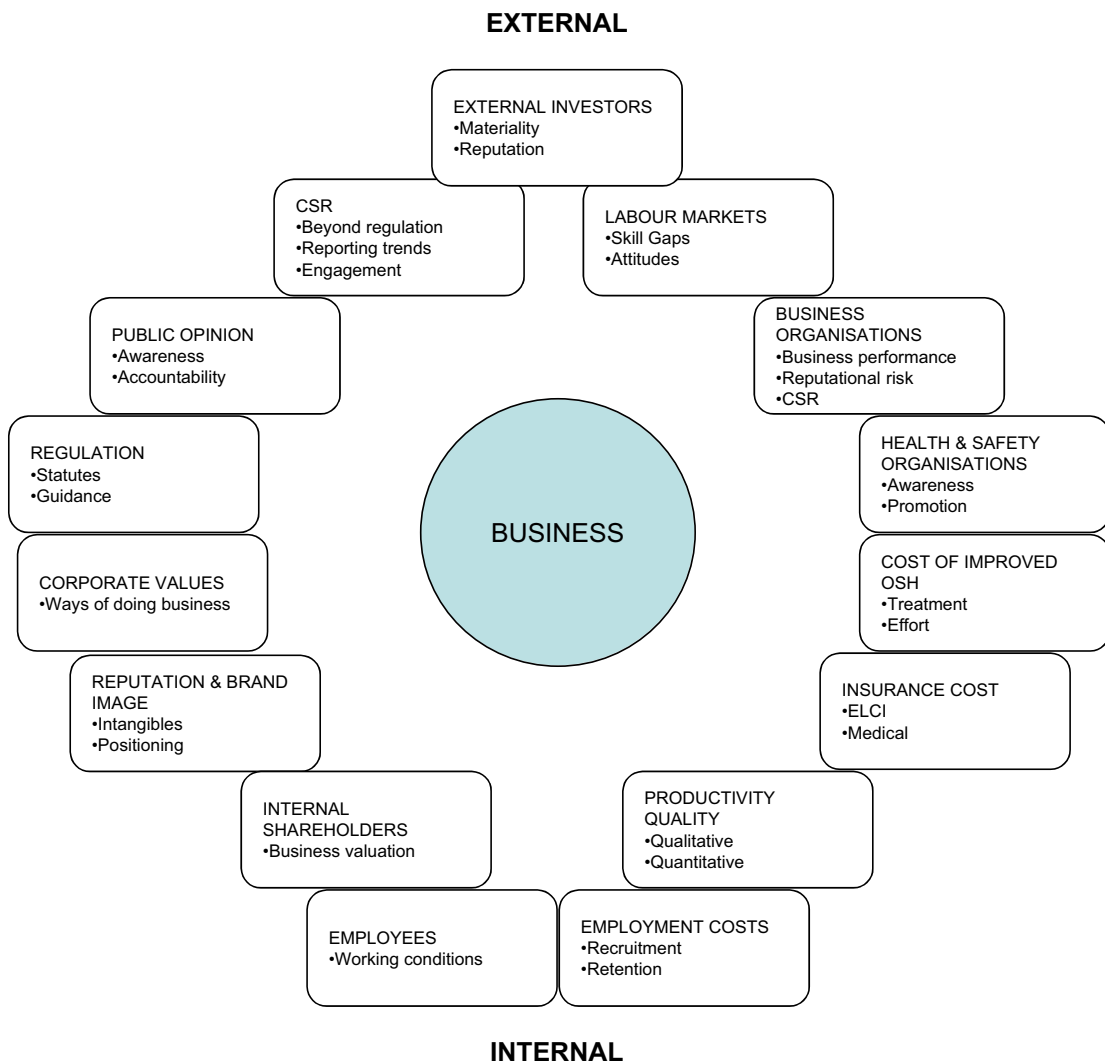 EXTERNAL
EXTERNAL INVESTORS
•Materiality
•Reputation
CSR
•Beyond regulation
•Reporting trends
•Engagement
LABOUR MARKETS
•Skill Gaps
•Attitudes
PUBLIC OPINION
•Awareness
•Accountability
BUSINESS
ORGANISATIONS
•Business performance
•Reputational risk
•CSR
REGULATION
•Statutes
•Guidance
HEALTH & SAFETY
ORGANISATIONS
•Awareness
•Promotion
BUSINESS
CORPORATE VALUES
•Ways of doing business
COST OF IMPROVED
OSH
•Treatment
•Effort
REPUTATION & BRAND
IMAGE
•Intangibles
•Positioning
INSURANCE COST
•ELCI
•Medical
INTERNAL
SHAREHOLDERS
•Business valuation
PRODUCTIVITY
QUALITY
•Qualitative
•Quantitative
EMPLOYEES
•Working conditions
EMPLOYMENT COSTS
•Recruitment
•Retention
INTERNAL